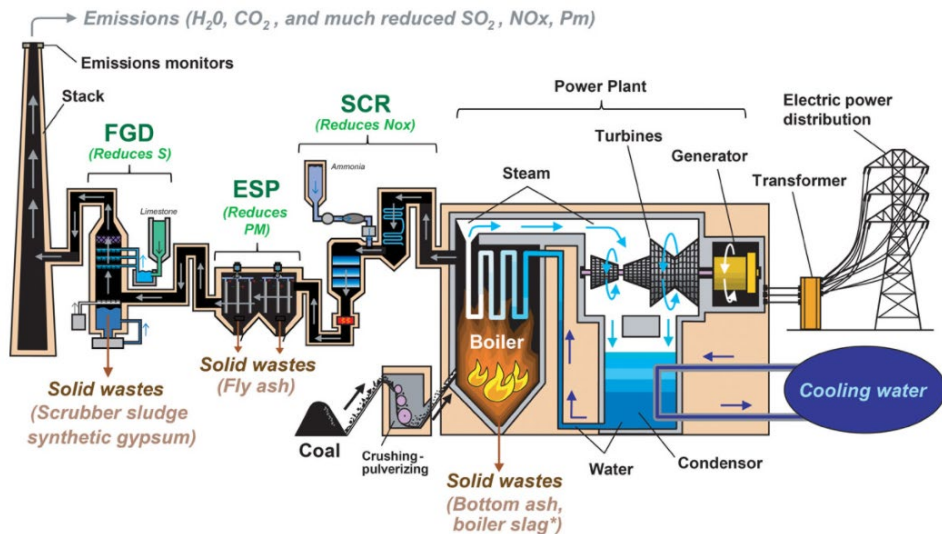 Emissions (H20, CO2, and much reduced SO2, NOx, Pm)
Emissions monitors
Stack
FGD
(Reduces S)
Limestone
ESP
(Reduces
PM)
SCR
(Reduces Nox)
Ammonia
Power Plant
Steam
Turbines
Generator
Transformer
Electric power
distribution
Boiler
Cooling water
Solid wastes
(Scrubber sludge
synthetic gypsum)
Solid wastes
(Fly ash)
Coal
Crushing-
pulverizing
Solid wastes
(Bottom ash,
boiler slag*)
Water
Condensor